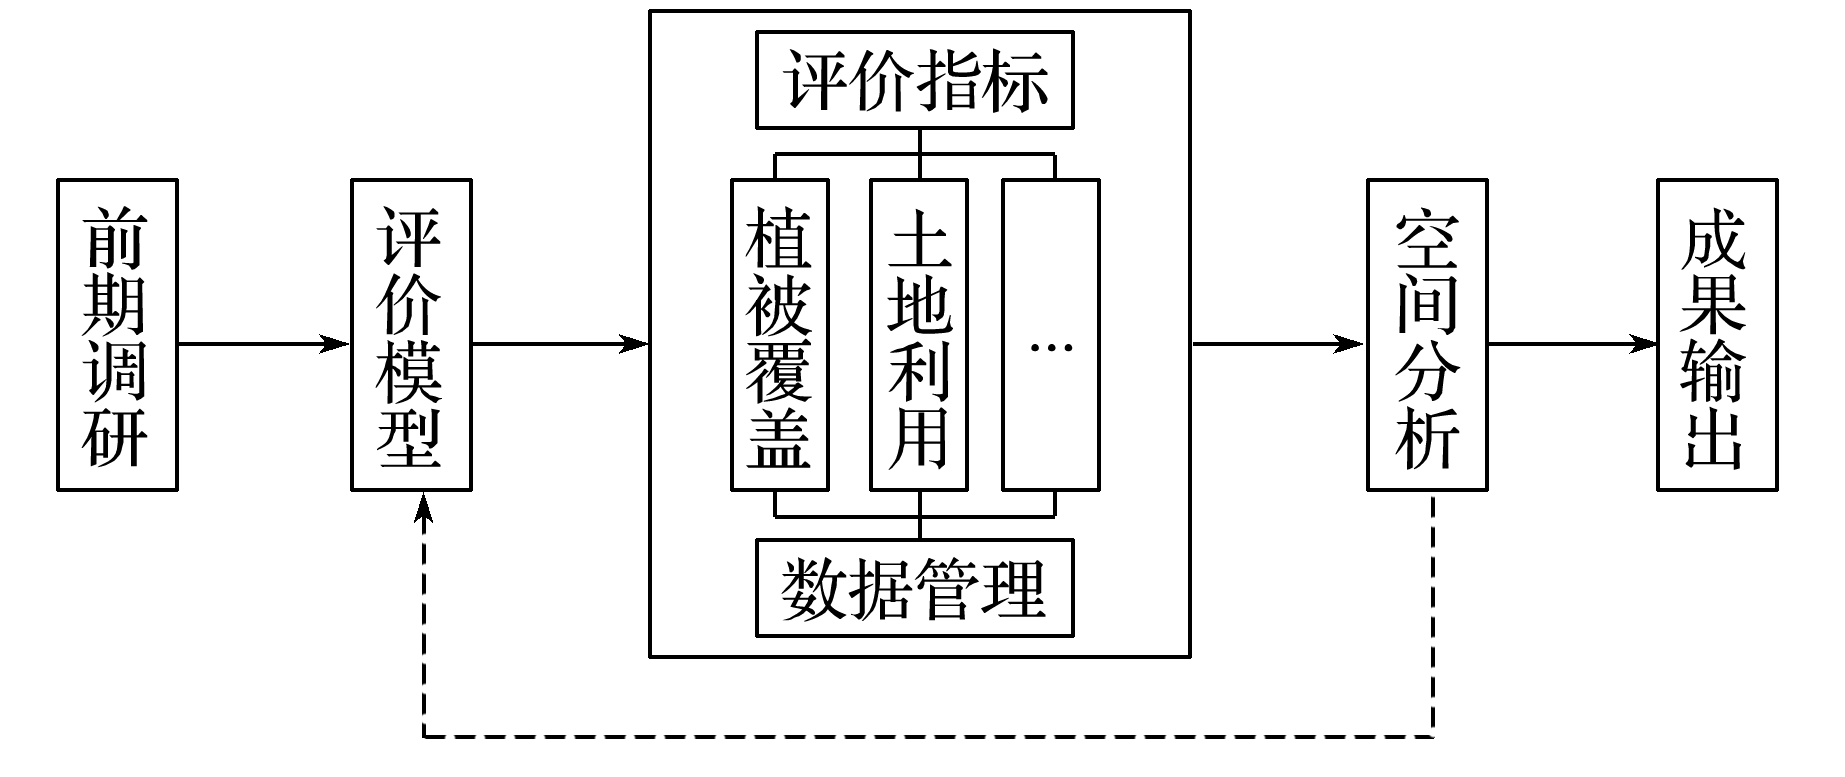 前期调研
评价模型
评价指标
植被覆盖
土地利用
…
数据管理
空间分析
成果输出